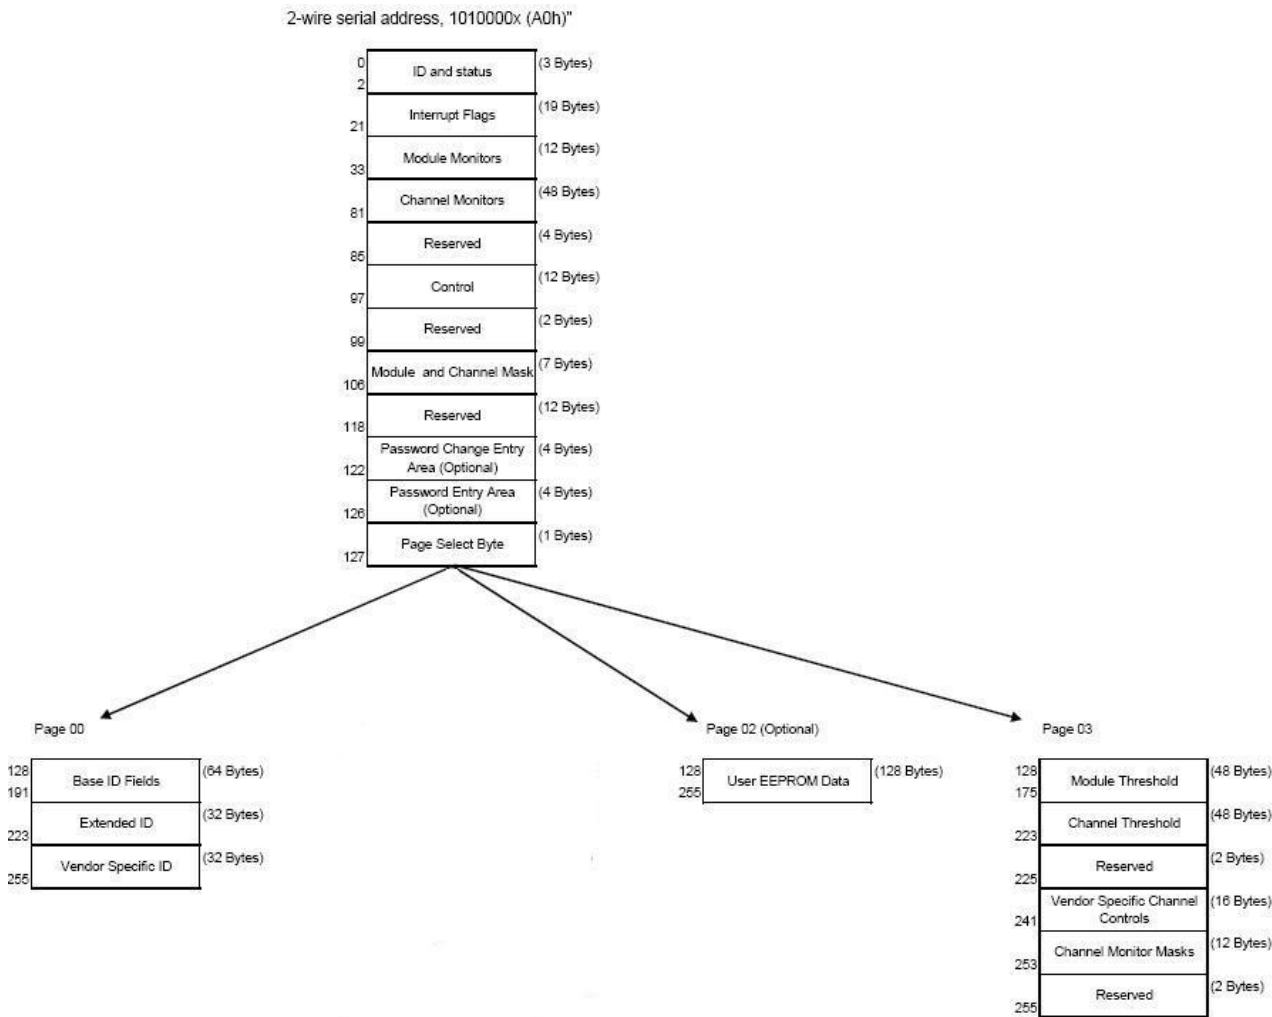 2-wire serial address, 1010000x (A0h)"
0
2
ID and status
(3 Bytes)
21
Interrupt Flags
(19 Bytes)
33
Module Monitors
(12 Bytes)
81
Channel Monitors
(48 Bytes)
85
Reserved
(4 Bytes)
97
Control
(12 Bytes)
99
Reserved
(2 Bytes)
106
Module and Channel Mask
(7 Bytes)
118
Reserved
(12 Bytes)
122
Password Change Entry
Area (Optional)
(4 Bytes)
126
Password Entry Area
(Optional)
(4 Bytes)
127
Page Select Byte
(1 Bytes)
Page 00
128
191
Base ID Fields
(64 Bytes)
223
Extended ID
(32 Bytes)
255
Vendor Specific ID
(32 Bytes)
Page 02 (Optional)
128
255
User EEPROM Data
(128 Bytes)
Page 03
128
175
Module Threshold
(48 Bytes)
223
Channel Threshold
(48 Bytes)
225
Reserved
(2 Bytes)
241
Vendor Specific Channel
Controls
(16 Bytes)
253
Channel Monitor Masks
(12 Bytes)
255
Reserved
(2 Bytes)